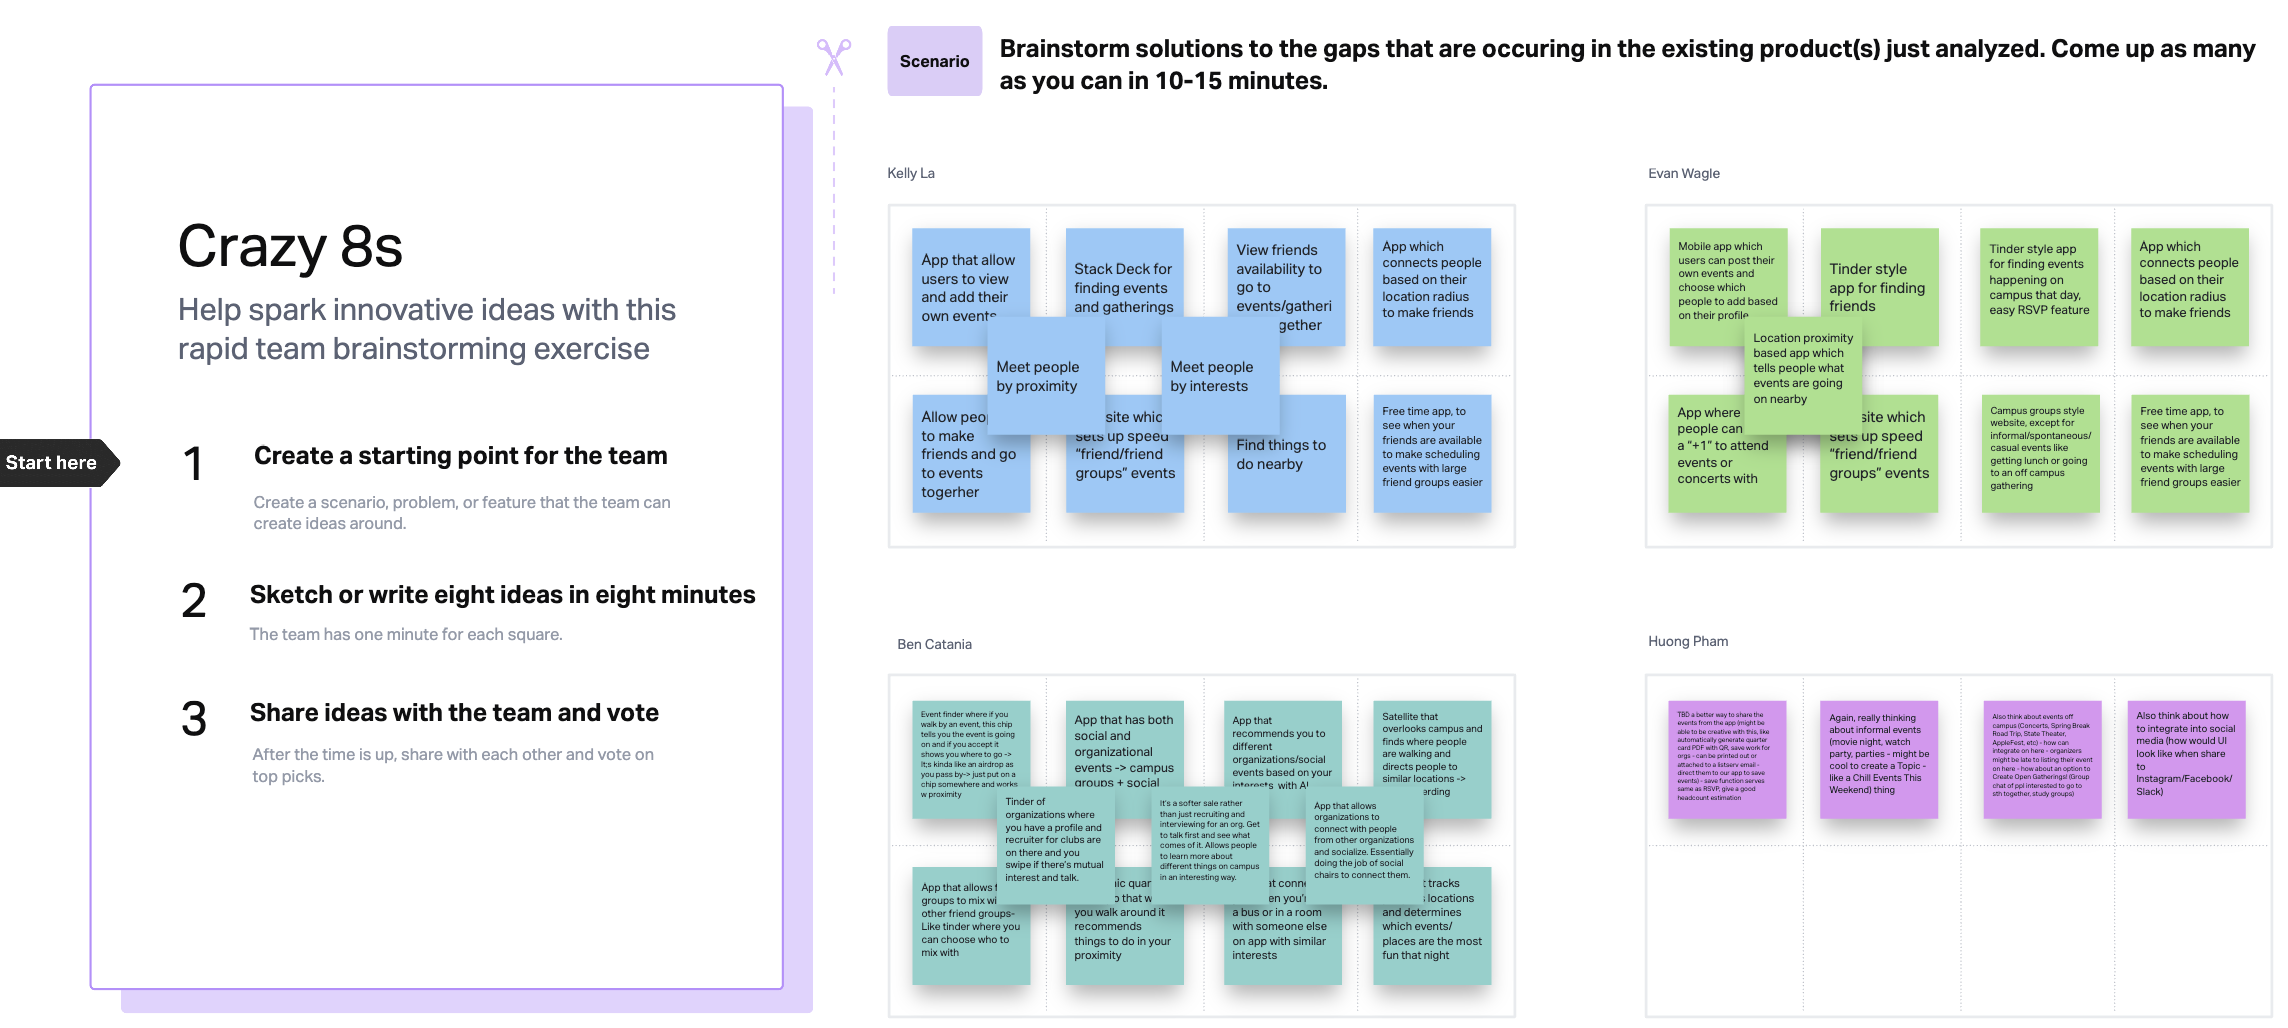 Start here
Crazy 8s
Help spark innovative ideas with this
rapid team brainstorming exercise
1
Create a starting point for the team
Create a scenario, problem, or feature that the team can
create ideas around.
2
Sketch or write eight ideas in eight minutes
The team has one minute for each square.
3
Share ideas with the team and vote
After the time is up, share with each other and vote on
top picks.
Scenario
Brainstorm solutions to the gaps that are occuring in the existing product(s) just analyzed. Come up as many
as you can in 10-15 minutes.
Kelly La
App that allow
users to view
and add their
own events
Stack Deck for
finding events
and gatherings
View friends
availability to
go to
events/gatheri
gether
App which
connects people
based on their
location radius
to make friends
Meet people
by proximity
Meet people
by interests
Allow peo
to make
friends and go
to events
togerher
site whic
sets up speed
"friend/friend
groups" events
Find things to
do nearby
Free time app, to
see when your
friends are available
to make scheduling
events with large
friend groups easier
Evan Wagle
Mobile app which
users can post their
own events and
choose which
people to add based
on their profile
Tinder style
app for finding
friends
Tinder style app
for finding events
happening on
campus that day,
easy RSVP feature
App which
connects people
based on their
location radius
to make friends
Location proximity
based app which
tells people what
events are going
on nearby
App where
people can
a "+1" to attend
events or
concerts with
site which
sets up speed
"friend/friend
groups" events
Campus groups style
website, except for
informal/spontaneous/
casual events like
getting lunch or going
to an off campus
gathering
Free time app, to
see when your
friends are available
to make scheduling
events with large
friend groups easier
Ben Catania
Event finder where if you
walk by an event, this chip
tells you the event is going
on and if you accept it
shows you where to go ->
It;s kinda like an airdrop as
you pass by-> just put on a
chip somewhere and works
w proximity
App that has both
social and
organizational
events -> campus
groups + social
App that
recommends you to
different
organizations/social
events based on your
interests with AI
Satellite that
overlooks campus and
finds where people
are walking and
directs people to
similar locations ->
erding
Tinder of
organizations where
you have a profile and
recruiter for clubs are
on there and you
swipe if there's mutual
interest and talk.
It's a softer sale rather
than just recruiting and
interviewing for an org. Get
to talk first and see what
comes of it. Allows people
to learn more about
different things on campus
in an interesting way.
App that allows
organizations to
connect with people
from other organizations
and socialize. Essentially
doing the job of social
chairs to connect them.
App that allows
groups to mix wi
other friend groups-
Like tinder where you
can choose who to
mix with
ic quar
o that w
you walk around it
recommends
things to do in your
proximity
at conne
en you'r
a bus or in a room
with someone else
on app with similar
interests
t tracks
locations
and determines
which events/
places are the most
fun that night
Huong Pham
TBD a better way to share the
events from the app (might be
able to be creative with this, like
automatically generate quarter
card PDF with QR, save work for
orgs - can be printed out or
attached to a listserv email -
direct them to our app to save
events) - save function serves
same as RSVP, give a good
headcount estimation
Again, really thinking
about informal events
(movie night, watch
party, parties - might be
cool to create a Topic -
like a Chill Events This
Weekend) thing
Also think about events off
campus (Concerts, Spring Break
Road Trip, State Theater,
AppleFest, etc) - how can
integrate on here - organizers
might be late to listing their event
on here - how about an option to
Create Open Gatherings! (Group
chat of ppl interested to go to
sth together, study groups)
Also think about how
to integrate into social
media (how would UI
look like when share
to
Instagram/Facebook/
Slack)